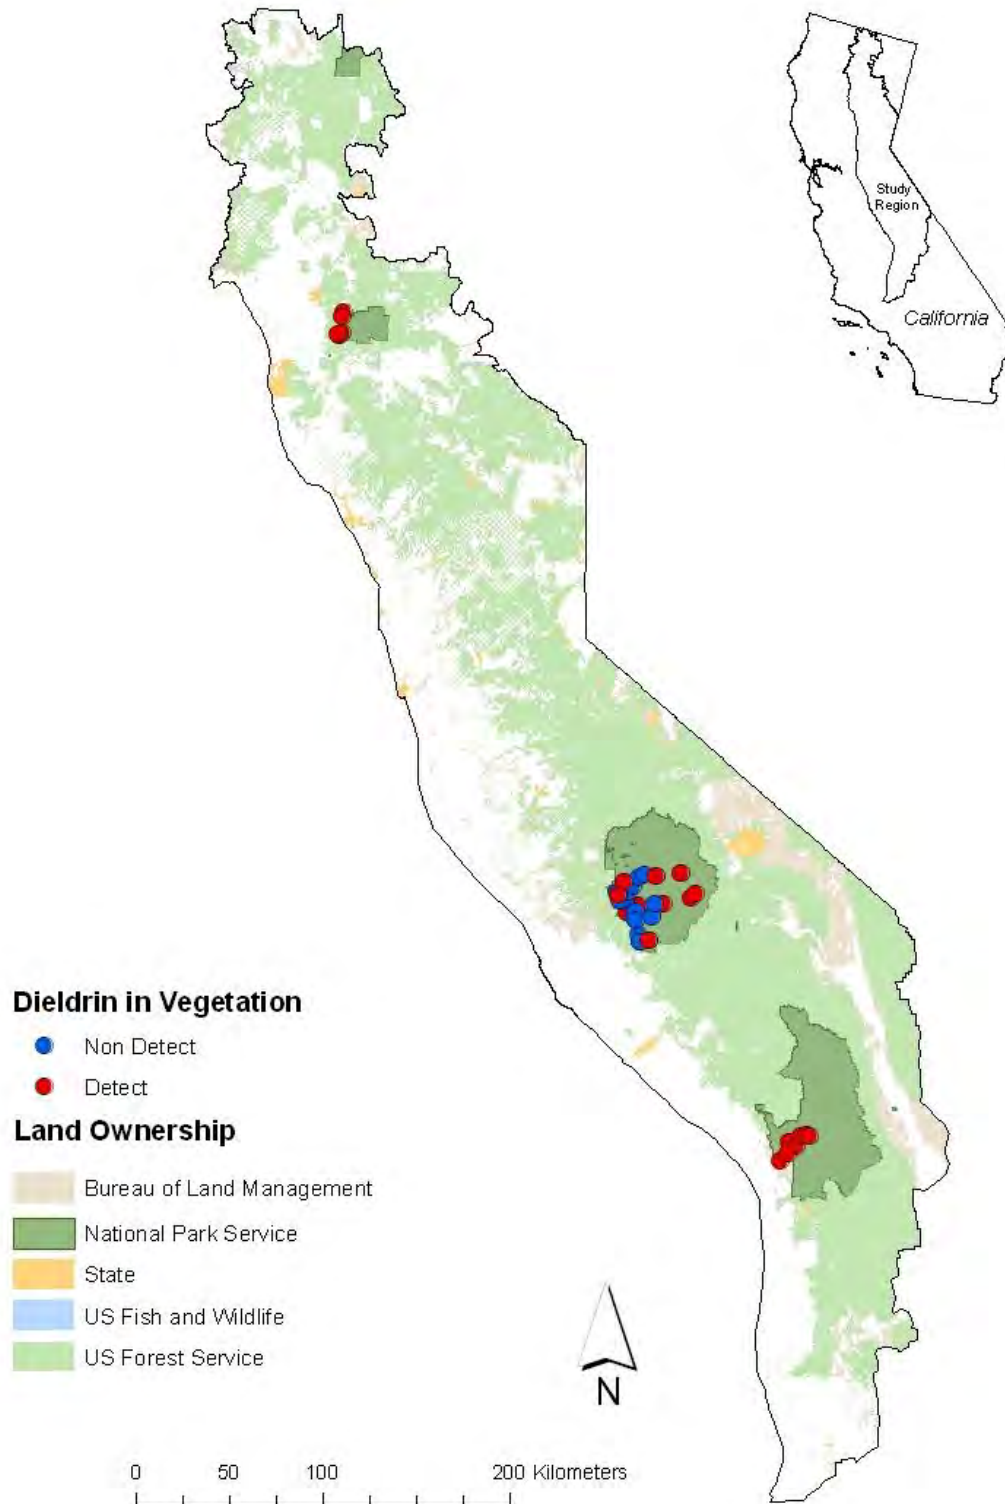 Study
Region
California
Dieldrin in Vegetation
Non Detect
Detect
Land Ownership
Bureau of Land Management
National Park Service
State
US Fish and Wildlife
US Forest Service
N
0 50 100 200 Kilometers